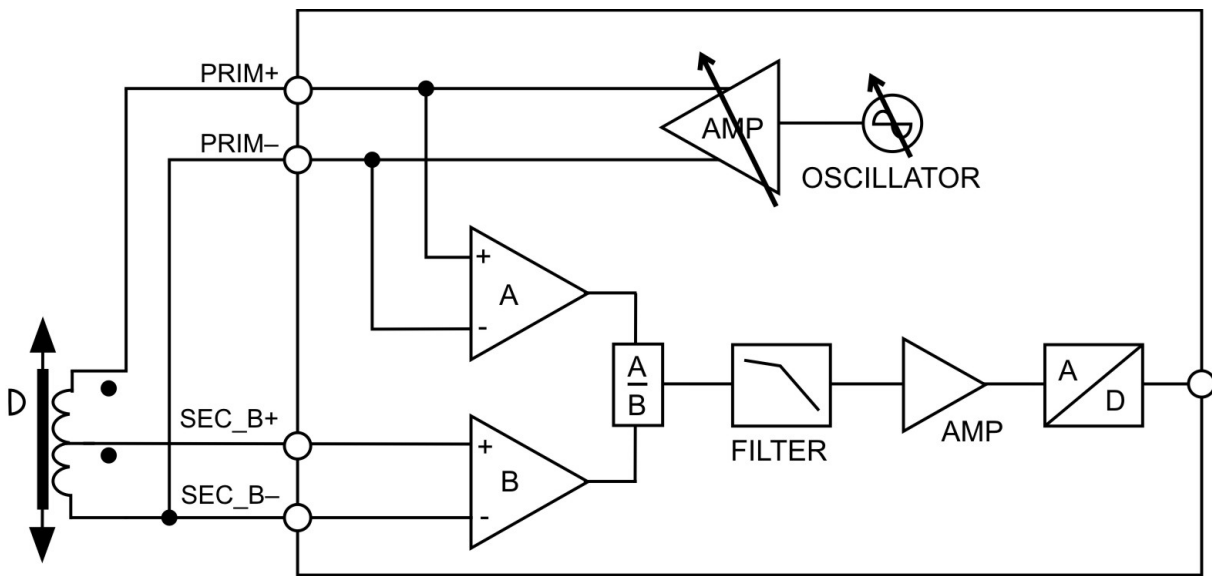 PRIM+
PRIM–
AMP
OSCILLATOR
+
A
-
A
B
A
D
D
SEC_B+
+
B
SEC_B–
-
FILTER
AMP